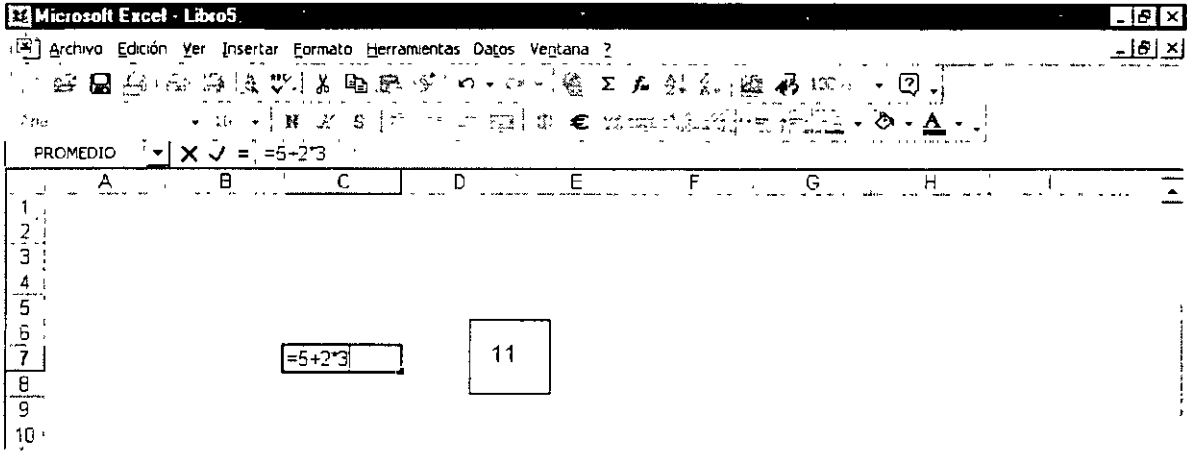 Microsoft Excel - Libro5
Archivo Edición Ver Insertar Formato Herramientas Datos Ventana ?
N K S €
PROMEDIO = =5+2*3
A B C D E F G H I
1
2
3
4
5
6
7 =5+2*3 11
8
9
10